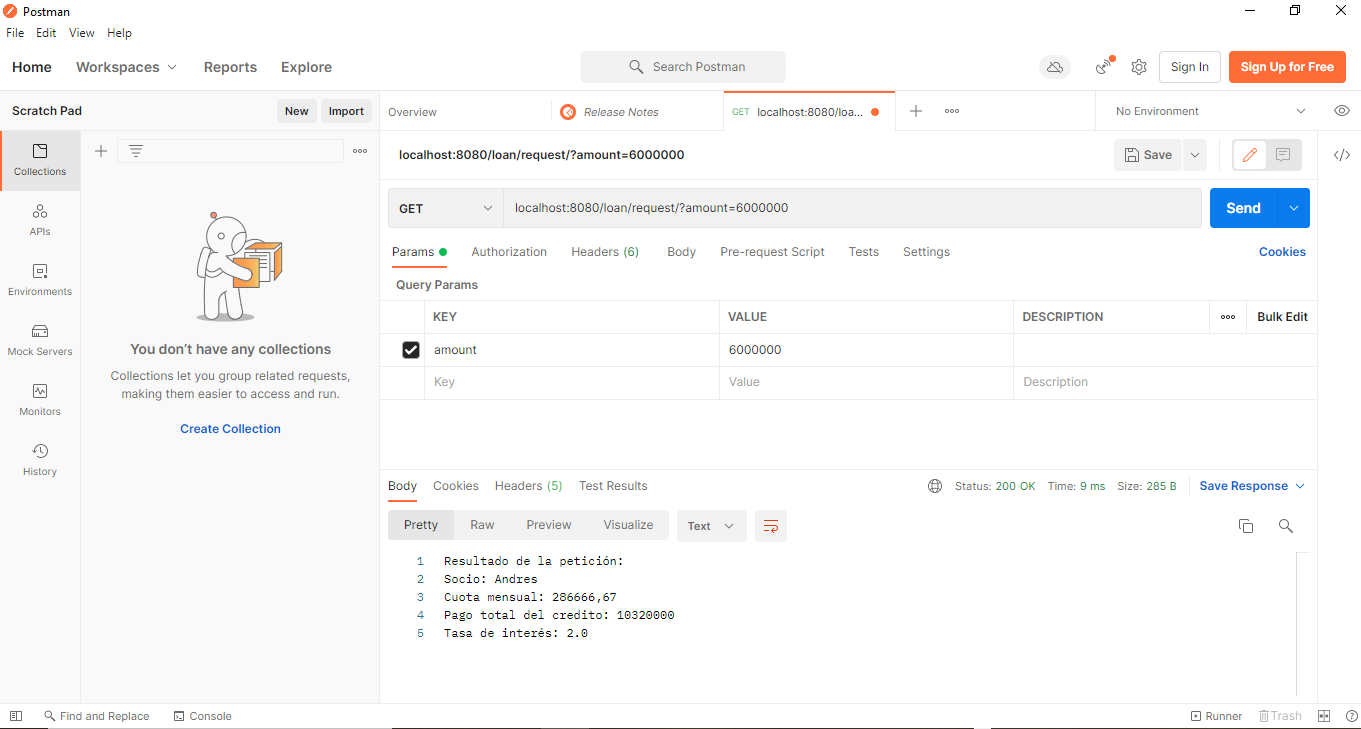 Postman
File Edit View Help
Home Workspaces Reports Explore Search Postman Sign In Sign Up for Free
Scratch Pad New Import Overview Release Notes GET localhost:8080/loa... No Environment
Collections
APIs
Environments
Mock Servers
Monitors
History
You don't have any collections
Collections let you group related requests,
making them easier to access and run.
Create Collection
localhost:8080/loan/request/?amount=6000000 Save
GET localhost:8080/loan/request/?amount=6000000 Send
Params Authorization Headers (6) Body Pre-request Script Tests Settings Cookies
Query Params
KEY VALUE DESCRIPTION Bulk Edit
amount 6000000
Key Value Description
Body Cookies Headers (5) Test Results Status: 200 OK Time: 9 ms Size: 285 B Save Response
Pretty Raw Preview Visualize Text
1 Resultado de la petición:
2 Socio: Andres
3 Cuota mensual: 286666,67
4 Pago total del credito: 10320000
5 Tasa de interés: 2.0
Find and Replace Console Runner Trash